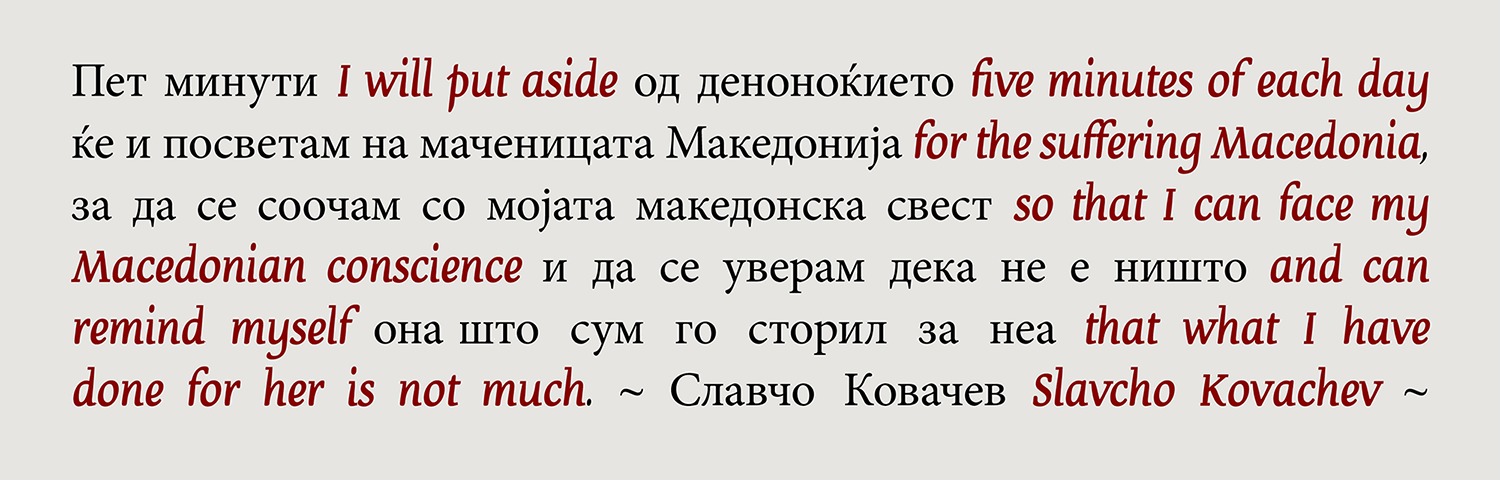 Пет минути I will put aside од деноноќието five minutes of each day
ќе и посветам на маченицата Македонија for the suffering Macedonia,
за да се соочам со мојата македонска свест so that I can face my
Macedonian conscience и да се уверам дека не е ништо and can
remind myself она што сум го сторил за неа that what I have
done for her is not much. ~ Славчо Ковачев Slavcho Kovachev ~